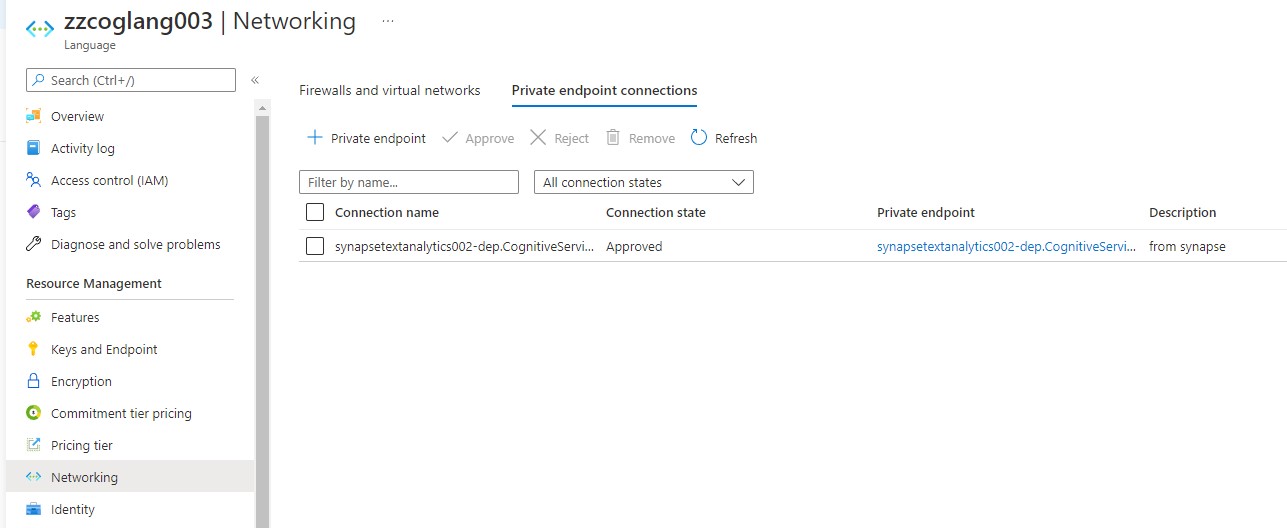 zzcoglang003 | Networking ...
Language
Search (Ctrl+/) «
Overview
Activity log
Access control (IAM)
Tags
Diagnose and solve problems
Resource Management
Features
Keys and Endpoint
Encryption
Commitment tier pricing
Pricing tier
Networking
Identity
Firewalls and virtual networks Private endpoint connections
+ Private endpoint Approve Reject Remove Refresh
Filter by name... All connection states
Connection name Connection state Private endpoint Description
synapsetextanalytics002-dep.CognitiveServi... Approved synapsetextanalytics002-dep.CognitiveServi... from synapse